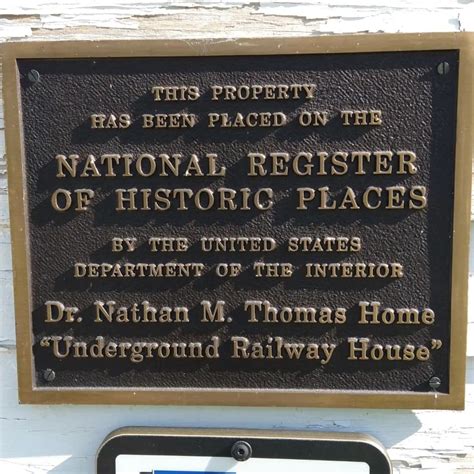 THIS PROPERTY
HAS BEEN PLACED ON THE
NATIONAL REGISTER
OF HISTORIC PLACES
BY THE UNITED STATES
DEPARTMENT OF THE INTERIOR
Dr. Nathan M. Thomas Home
“Underground Railway House”